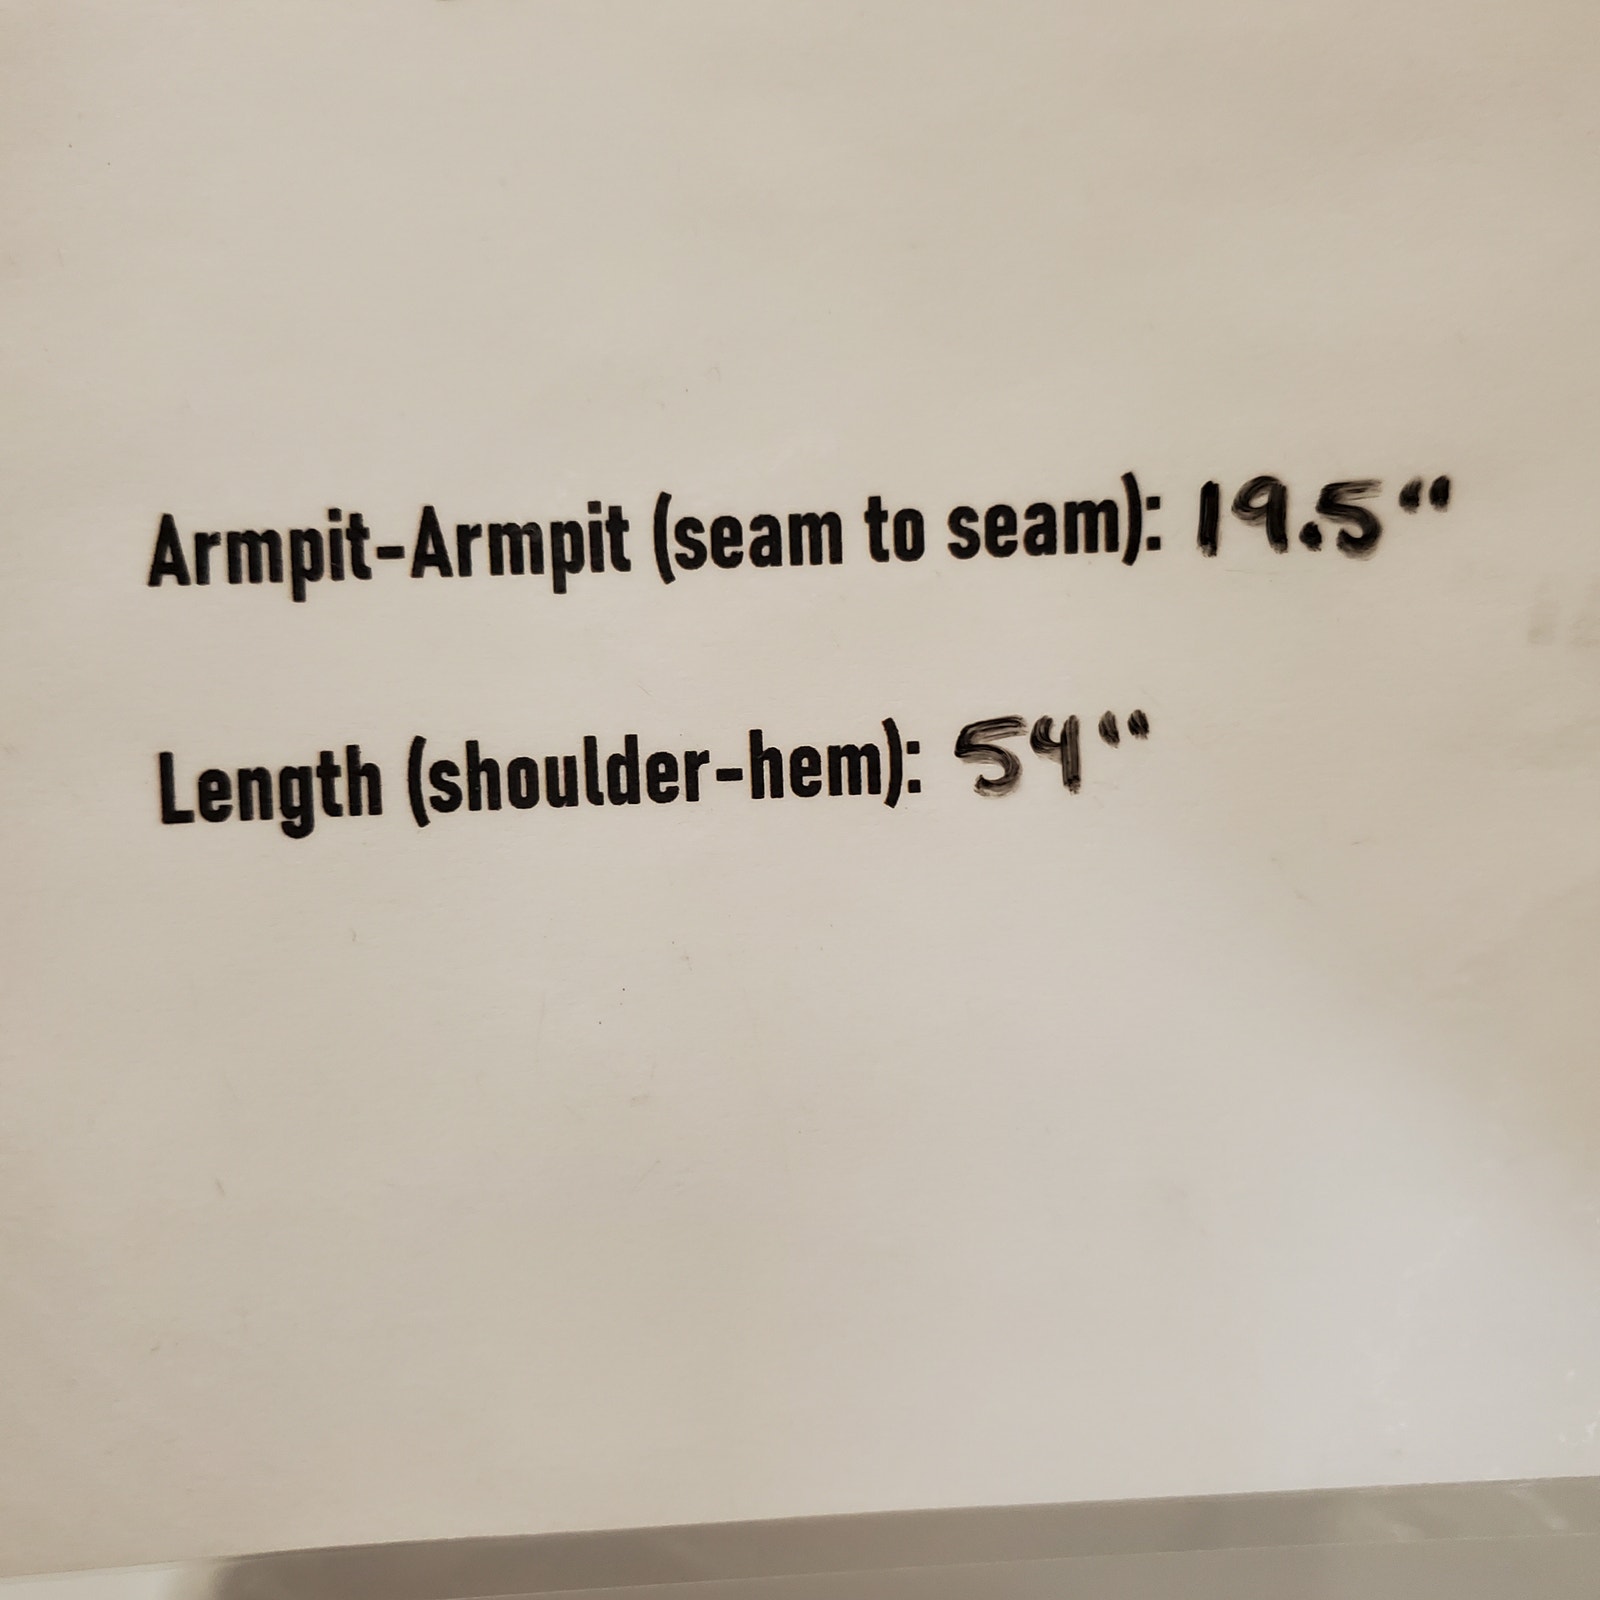 Armpit-Armpit (seam to seam): 19.5"
Length (shoulder-hem): 54"